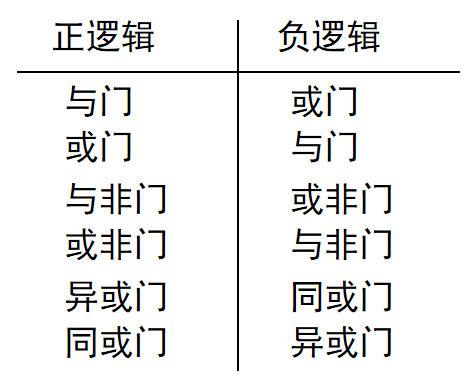 正逻辑 负逻辑
与门 或门
或门 与门
与非门 或非门
或非门 与非门
异或门 同或门
同或门 异或门